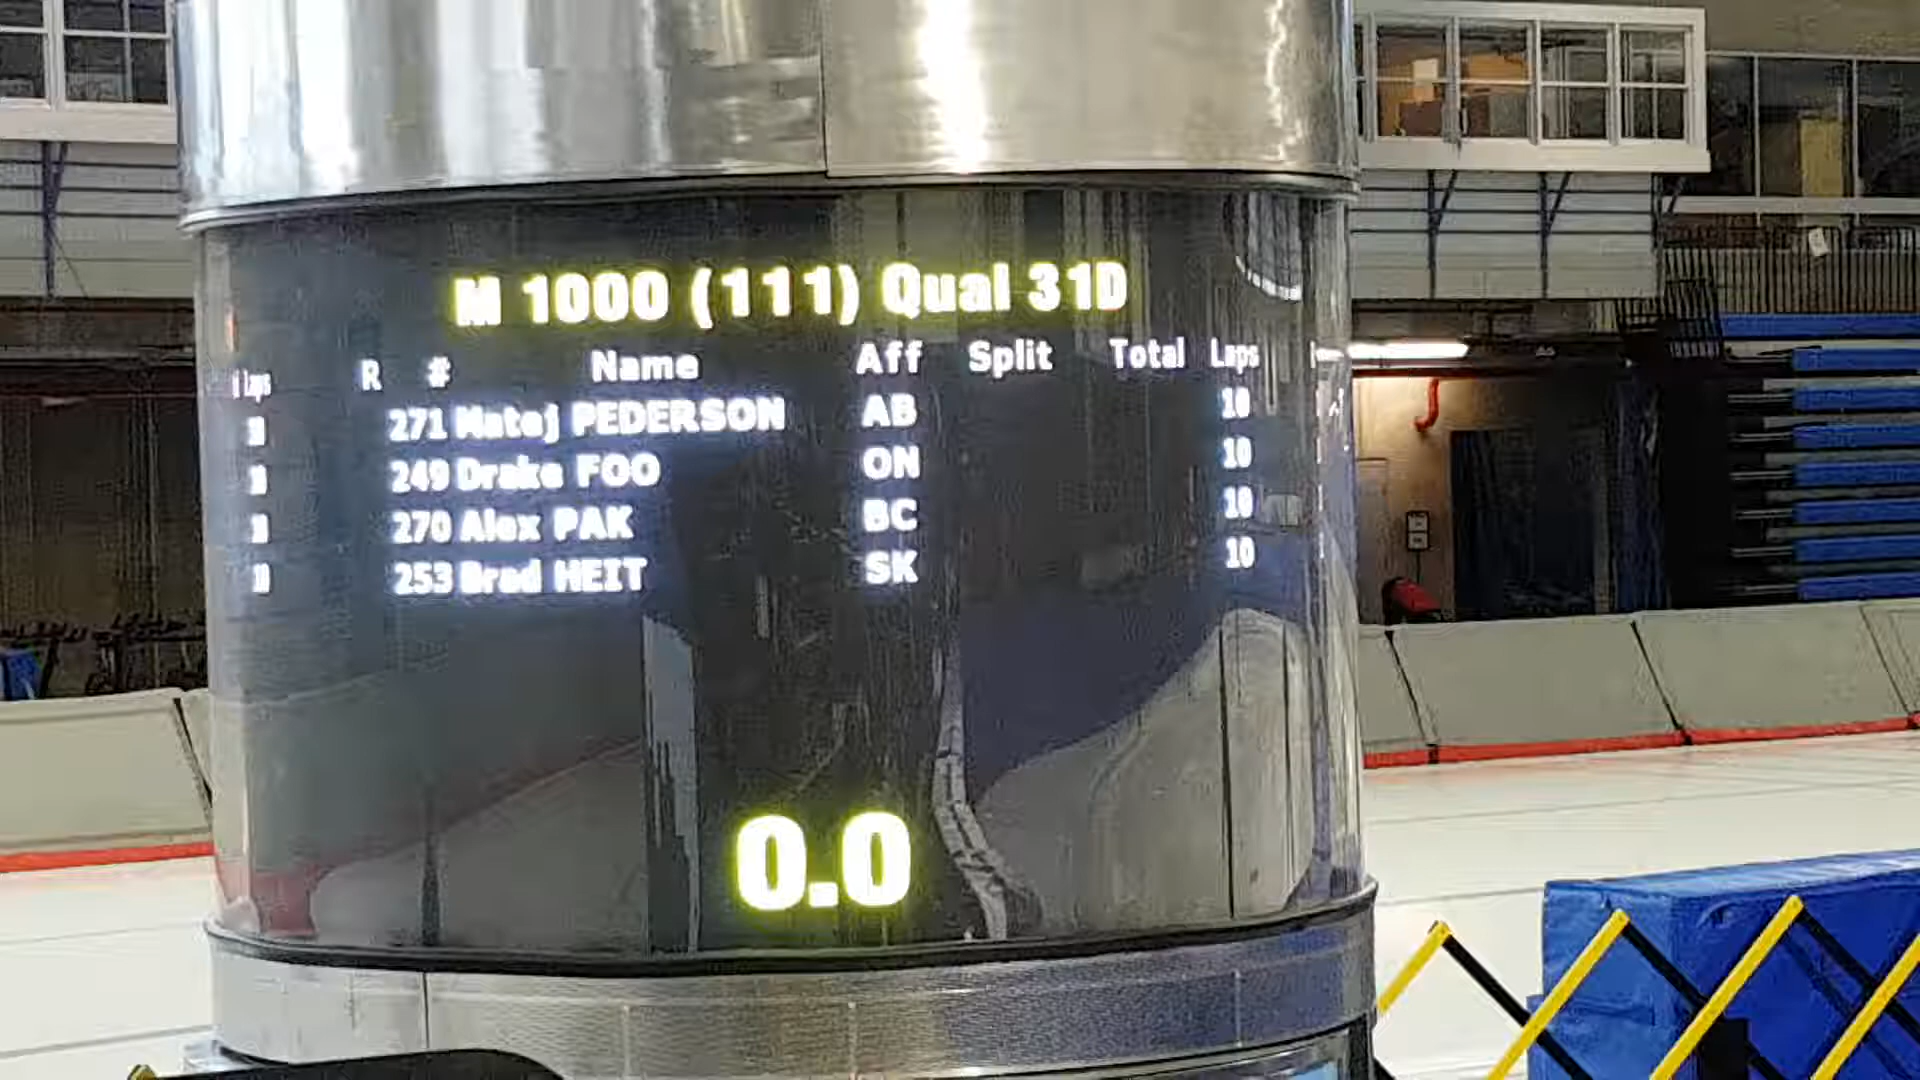 M 1000 (111) Qual 31D
Laps R # Name Aff Split Total Laps
271 Matej PEDERSON AB 10
249 Drake FOO ON 10
270 Alex PAK BC 10
253 Brad HEIT SK 10
0.0